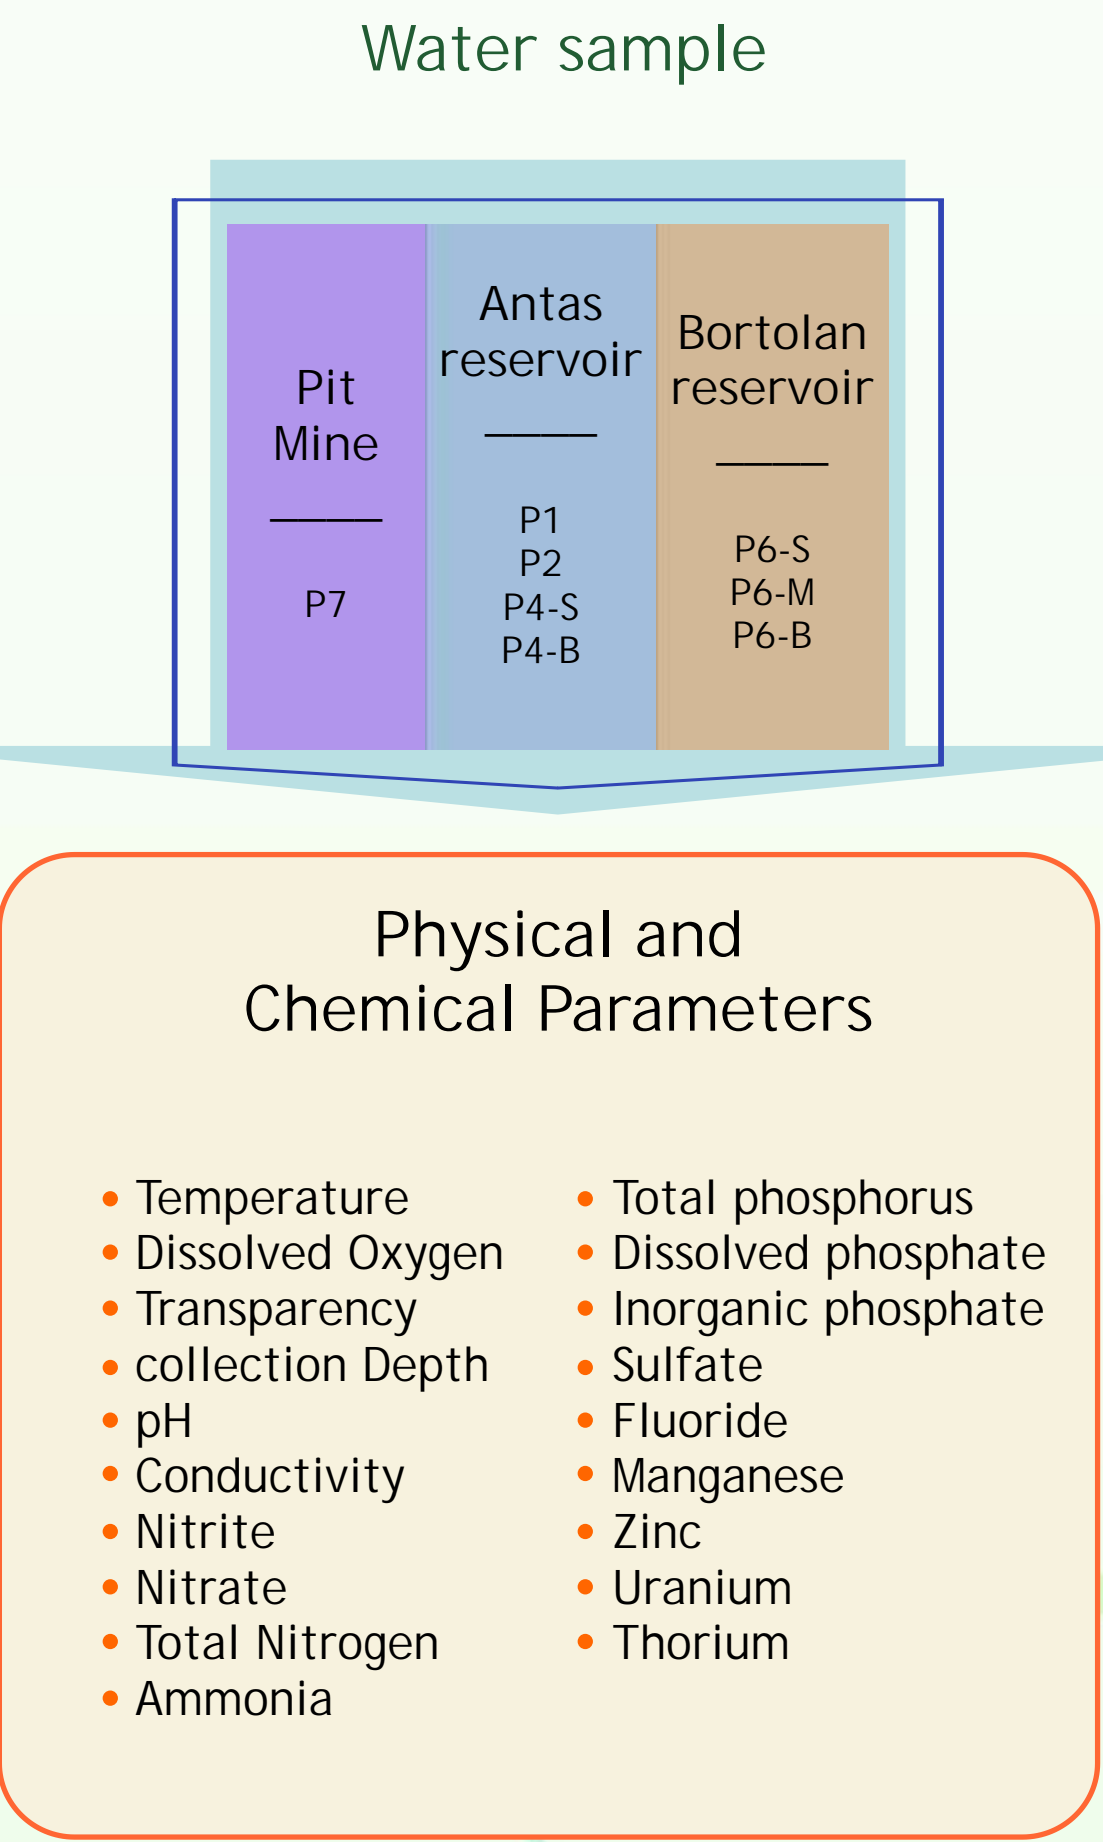 Water sample
Pit
Mine
P7
Antas
reservoir
P1
P2
P4-S
P4-B
Bortolan
reservoir
P6-S
P6-M
P6-B
Physical and
Chemical Parameters
• Temperature
• Dissolved Oxygen
• Transparency
• collection Depth
• pH
• Conductivity
• Nitrite
• Nitrate
• Total Nitrogen
• Ammonia
• Total phosphorus
• Dissolved phosphate
• Inorganic phosphate
• Sulfate
• Fluoride
• Manganese
• Zinc
• Uranium
• Thorium